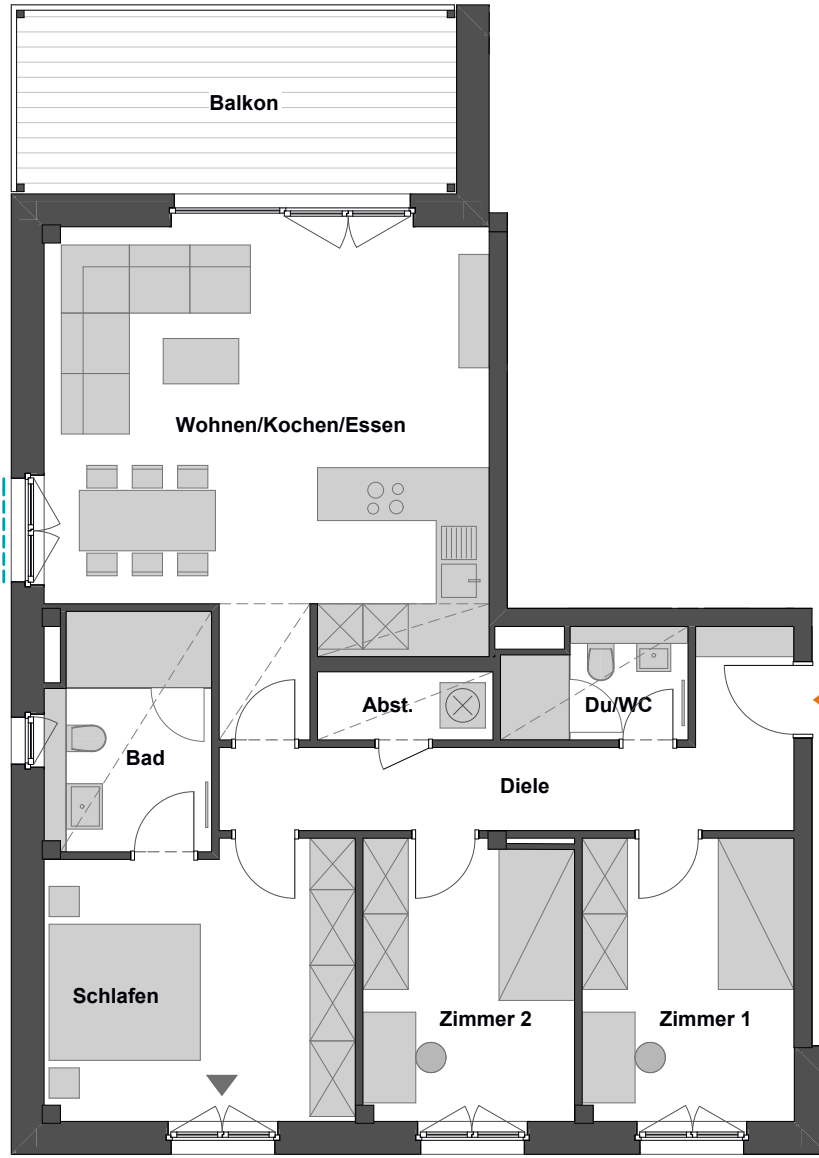 Balkon
Wohnen/Kochen/Essen
Abst.
Du/WC
Bad
Diele
Schlafen
Zimmer 2
Zimmer 1